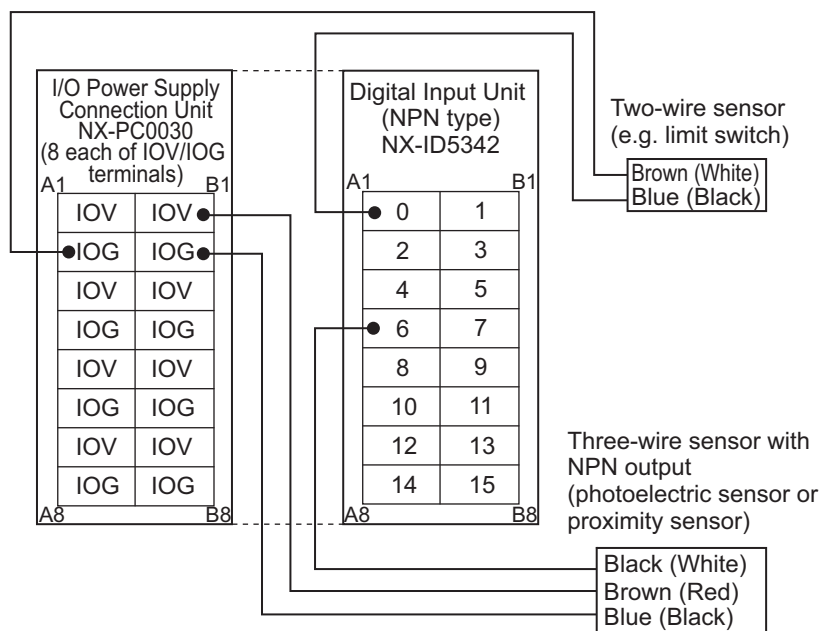 I/O Power Supply
Connection Unit
NX-PC0030
(8 each of IOV/IOG
terminals)
A1 B1
IOV IOV
IOG IOG
IOV IOV
IOG IOG
IOV IOV
IOG IOG
IOV IOV
IOG IOG
A8 B8
Digital Input Unit
(NPN type)
NX-ID5342
A1 B1
0 1
2 3
4 5
6 7
8 9
10 11
12 13
14 15
A8 B8
Two-wire sensor
(e.g. limit switch)
Brown (White)
Blue (Black)
Three-wire sensor with
NPN output
(photoelectric sensor or
proximity sensor)
Black (White)
Brown (Red)
Blue (Black)